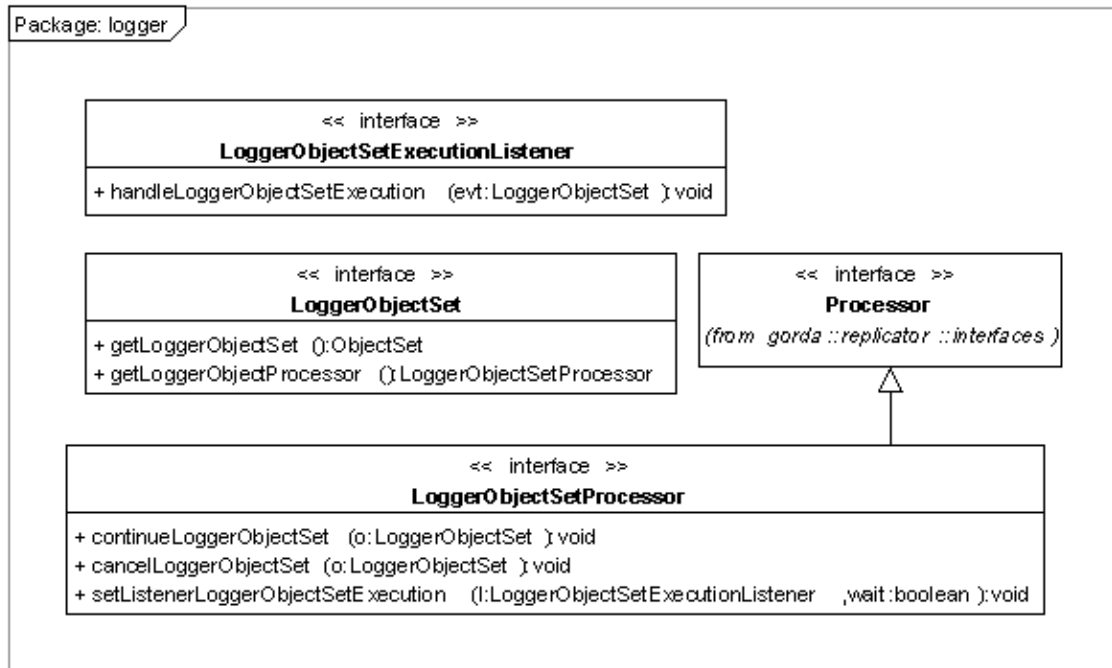 Package: logger
<< interface >>
LoggerObjectSetExecutionListener
+ handleLoggerObjectSetExecution (evt:LoggerObjectSet ):void
<< interface >>
LoggerObjectSet
+ getLoggerObjectSet ():ObjectSet
+ getLoggerObjectProcessor ():LoggerObjectSetProcessor
<< interface >>
Processor
(from gorda ::replicator ::interfaces )
<< interface >>
LoggerObjectSetProcessor
+ continueLoggerObjectSet (o:LoggerObjectSet ):void
+ cancelLoggerObjectSet (o:LoggerObjectSet ):void
+ setListenerLoggerObjectSetExecution (l:LoggerObjectSetExecutionListener ,wait:boolean ):void